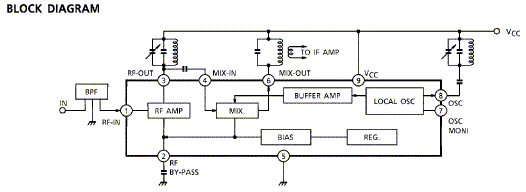 BLOCK DIAGRAM
VCC
TO IF AMP
RF-OUT
MIX-IN
MIX-OUT
VCC
3
4
6
9
BPF
IN
RF-IN
1
RF AMP
MIX.
BUFFER AMP
LOCAL OSC
8
OSC
7
OSC
MONI
BIAS
REG.
2
RF
BY-PASS
5